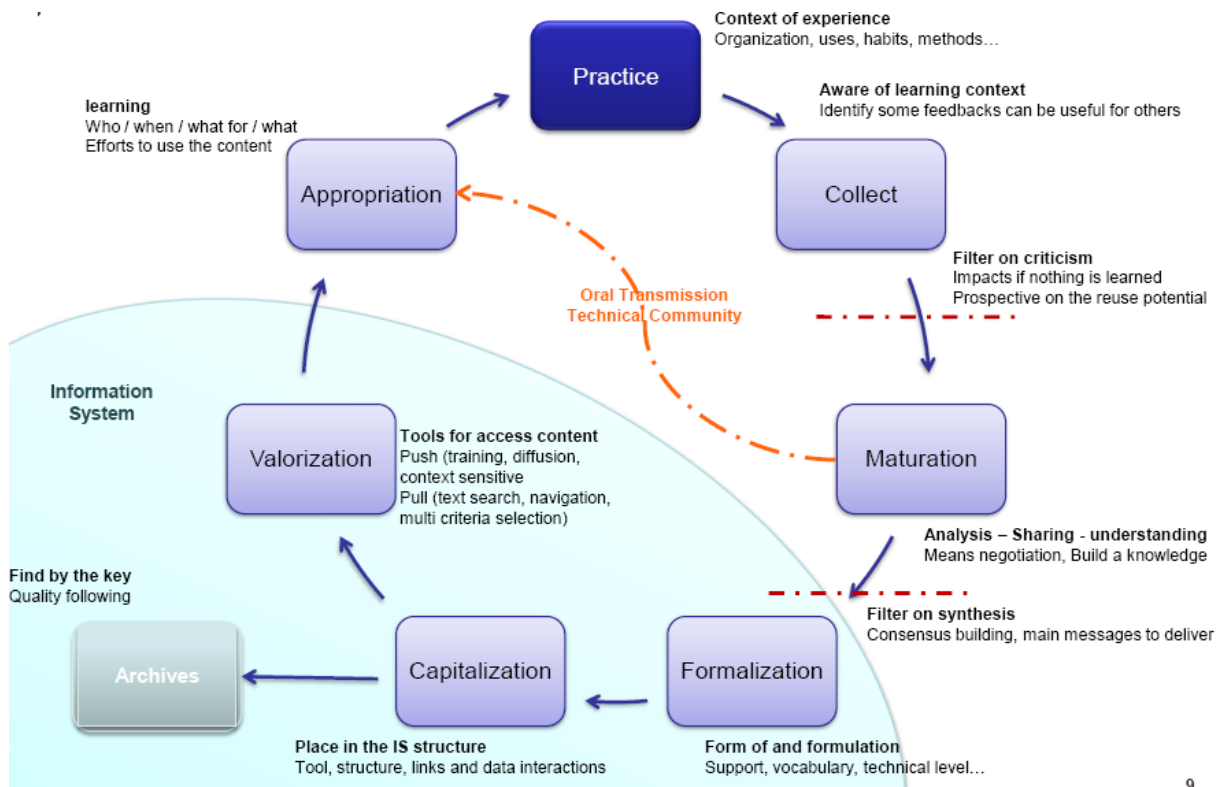 Context of experience
Organization, uses, habits, methods…
Practice
Aware of learning context
Identify some feedbacks can be useful for others
learning
Who / when / what for / what
Efforts to use the content
Appropriation
Collect
Filter on criticism
Impacts if nothing is learned
Prospective on the reuse potential
Oral Transmission
Technical Community
Information
System
Valorization
Tools for access content
Push (training, diffusion,
context sensitive
Pull (text search, navigation,
multi criteria selection)
Maturation
Analysis – Sharing - understanding
Means negotiation, Build a knowledge
Find by the key
Quality following
Filter on synthesis
Consensus building, main messages to deliver
Archives
Capitalization
Formalization
Place in the IS structure
Tool, structure, links and data interactions
Form of and formulation
Support, vocabulary, technical level…
9